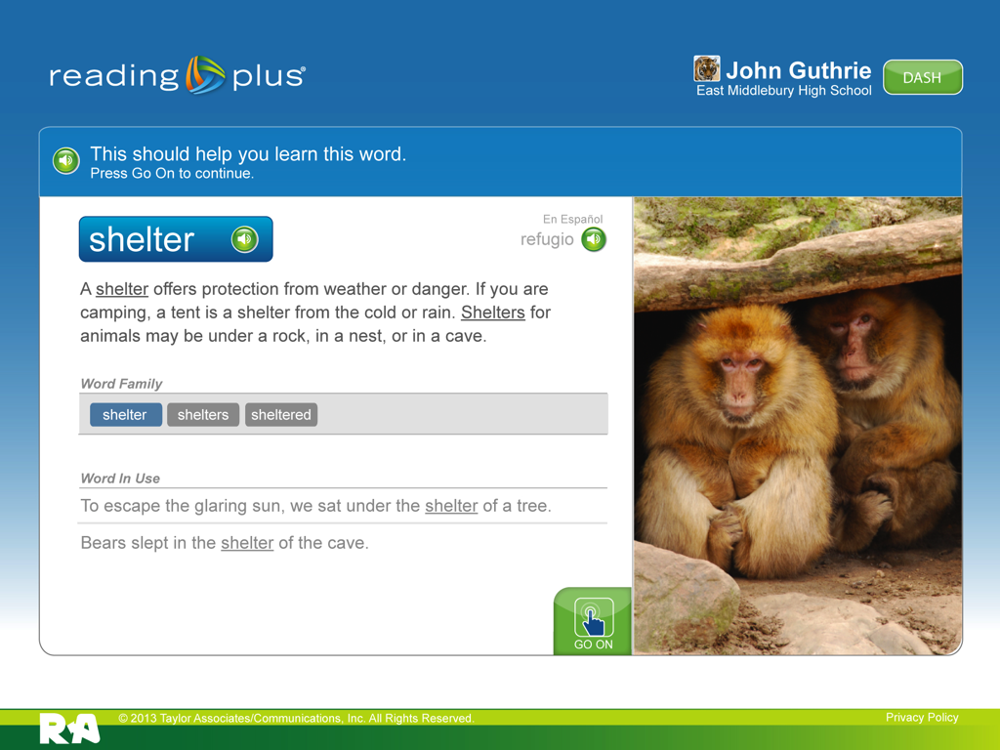 reading plus®
John Guthrie
East Middlebury High School
DASH
This should help you learn this word.
Press Go On to continue.
shelter
En Español
refugio
A shelter offers protection from weather or danger. If you are
camping, a tent is a shelter from the cold or rain. Shelters for
animals may be under a rock, in a nest, or in a cave.
Word Family
shelter shelters sheltered
Word In Use
To escape the glaring sun, we sat under the shelter of a tree.
Bears slept in the shelter of the cave.
GO ON
RA
© 2013 Taylor Associates/Communications, Inc. All Rights Reserved.
Privacy Policy